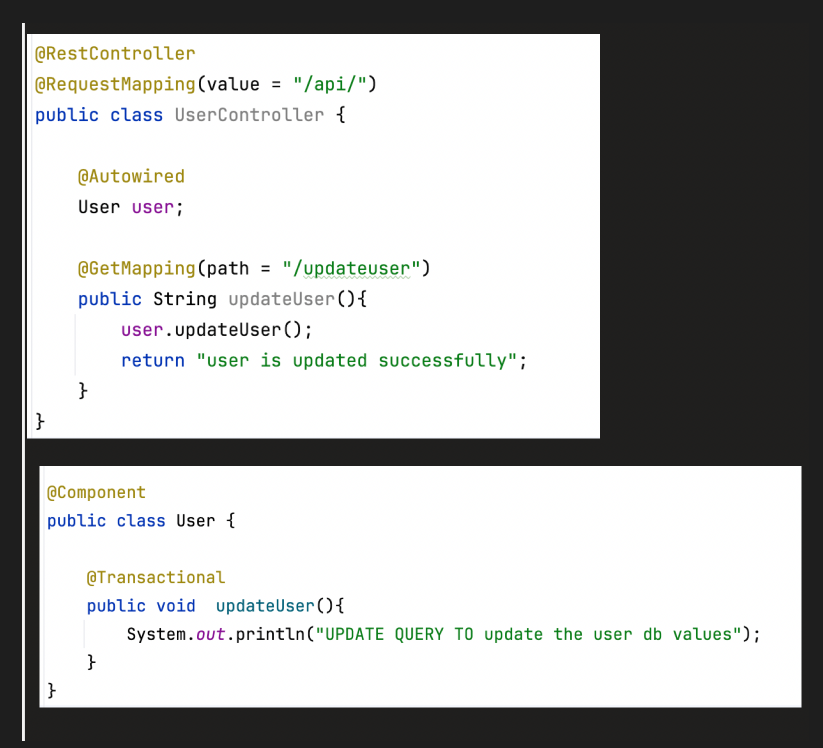 @RestController
@RequestMapping(value = "/api/")
public class UserController {
@Autowired
User user;
@GetMapping(path = "/updateuser")
public String updateUser(){
user.updateUser();
return "user is updated successfully";
}
}
@Component
public class User {
@Transactional
public void  updateUser(){
System.out.println("UPDATE QUERY TO update the user db values");
}
}